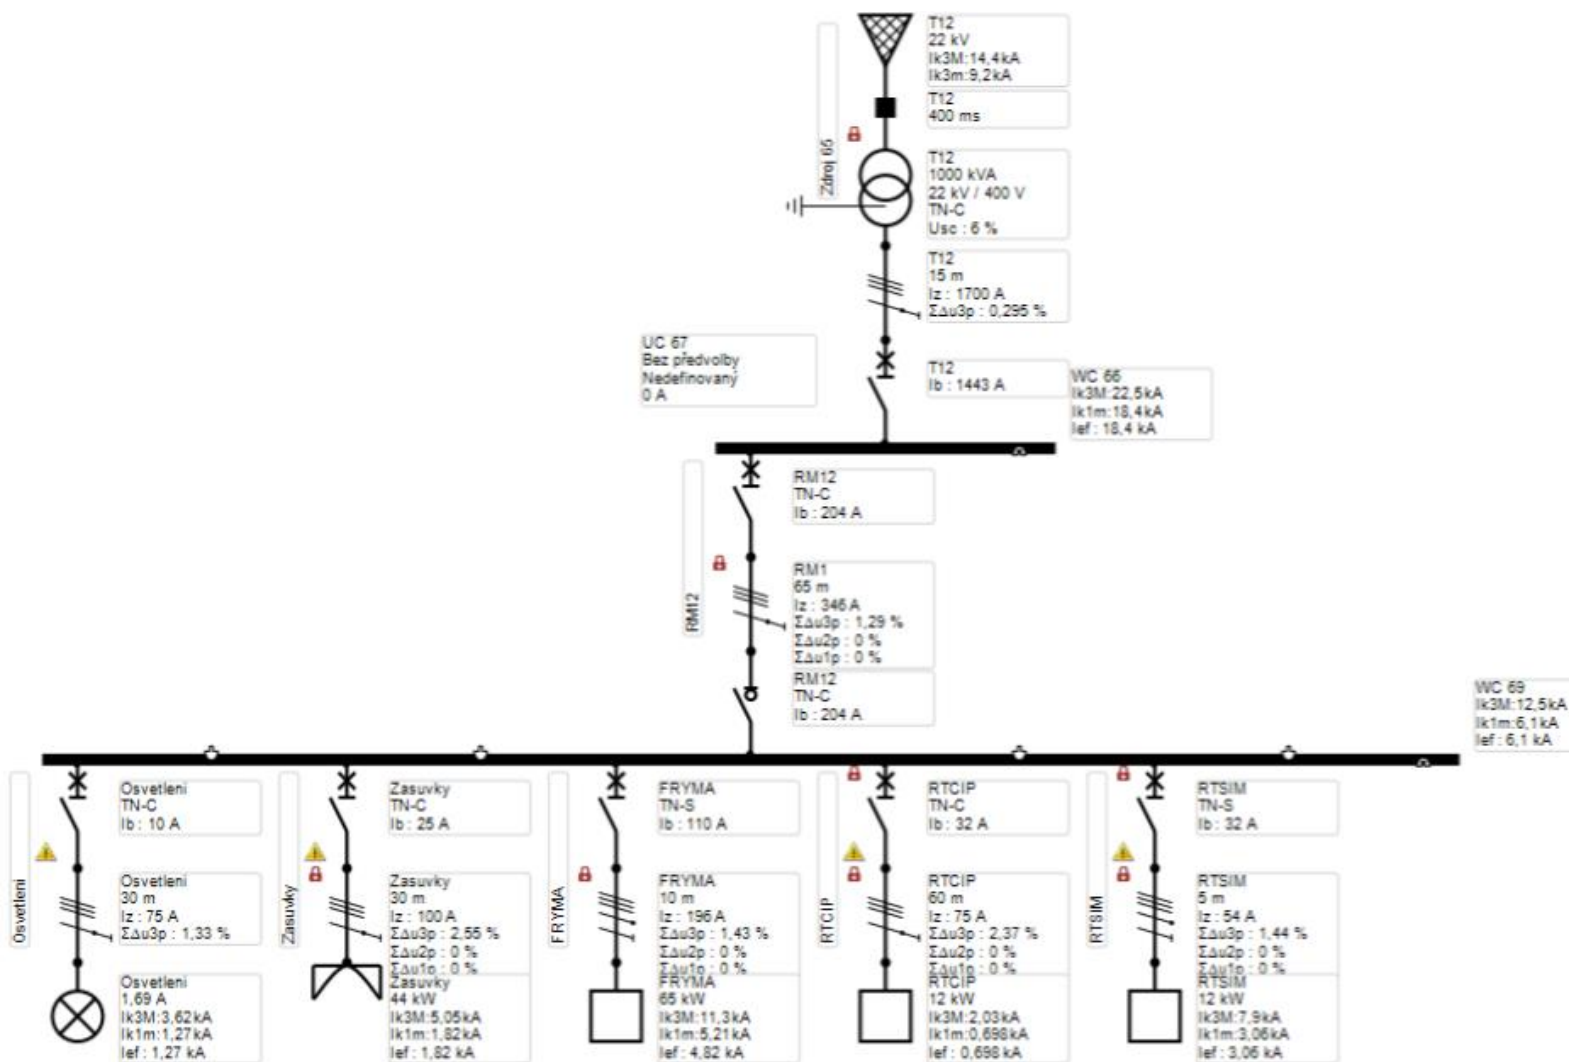 T12
22 kV
Ik3M:14,4kA
Ik3m:9,2kA
T12
400 ms
Zdroj 65
T12
1000 kVA
22 kV / 400 V
TN-C
Usc : 6 %
T12
15 m
Iz : 1700 A
ΣΔu3p : 0,295 %
UC 67
Bez předvolby
Nedefinovaný
0 A
T12
Ib : 1443 A
WC 66
Ik3M:22,5kA
Ik1m:18,4kA
Ief : 18,4 kA
RM12
RM12
TN-C
Ib : 204 A
RM1
65 m
Iz : 346 A
ΣΔu3p : 1,29 %
ΣΔu2p : 0 %
ΣΔu1p : 0 %
RM12
TN-C
Ib : 204 A
WC 69
Ik3M:12,5kA
Ik1m:6,1kA
Ief : 6,1 kA
Osvetleni
Osvetleni
TN-C
Ib : 10 A
Osvetleni
30 m
Iz : 75 A
ΣΔu3p : 1,33 %
Osvetleni
1,69 A
Ik3M:3,62kA
Ik1m:1,27kA
Ief : 1,27 kA
Zasuvky
Zasuvky
TN-C
Ib : 25 A
Zasuvky
30 m
Iz : 100 A
ΣΔu3p : 2,55 %
ΣΔu2p : 0 %
ΣΔu1p : 0 %
Zasuvky
44 kW
Ik3M:5,05kA
Ik1m:1,82kA
Ief : 1,82 kA
FRYMA
FRYMA
TN-S
Ib : 110 A
FRYMA
10 m
Iz : 196 A
ΣΔu3p : 1,43 %
ΣΔu2p : 0 %
ΣΔu1p : 0 %
FRYMA
65 kW
Ik3M:11,3kA
Ik1m:5,21kA
Ief : 4,82 kA
RTCIP
RTCIP
TN-C
Ib : 32 A
RTCIP
60 m
Iz : 75 A
ΣΔu3p : 2,37 %
ΣΔu2p : 0 %
ΣΔu1p : 0 %
RTCIP
12 kW
Ik3M:2,03kA
Ik1m:0,698kA
Ief : 0,698 kA
RTSIM
RTSIM
TN-S
Ib : 32 A
RTSIM
5 m
Iz : 54 A
ΣΔu3p : 1,44 %
ΣΔu2p : 0 %
ΣΔu1p : 0 %
RTSIM
12 kW
Ik3M:7,9kA
Ik1m:3,06kA
Ief : 3,06 kA